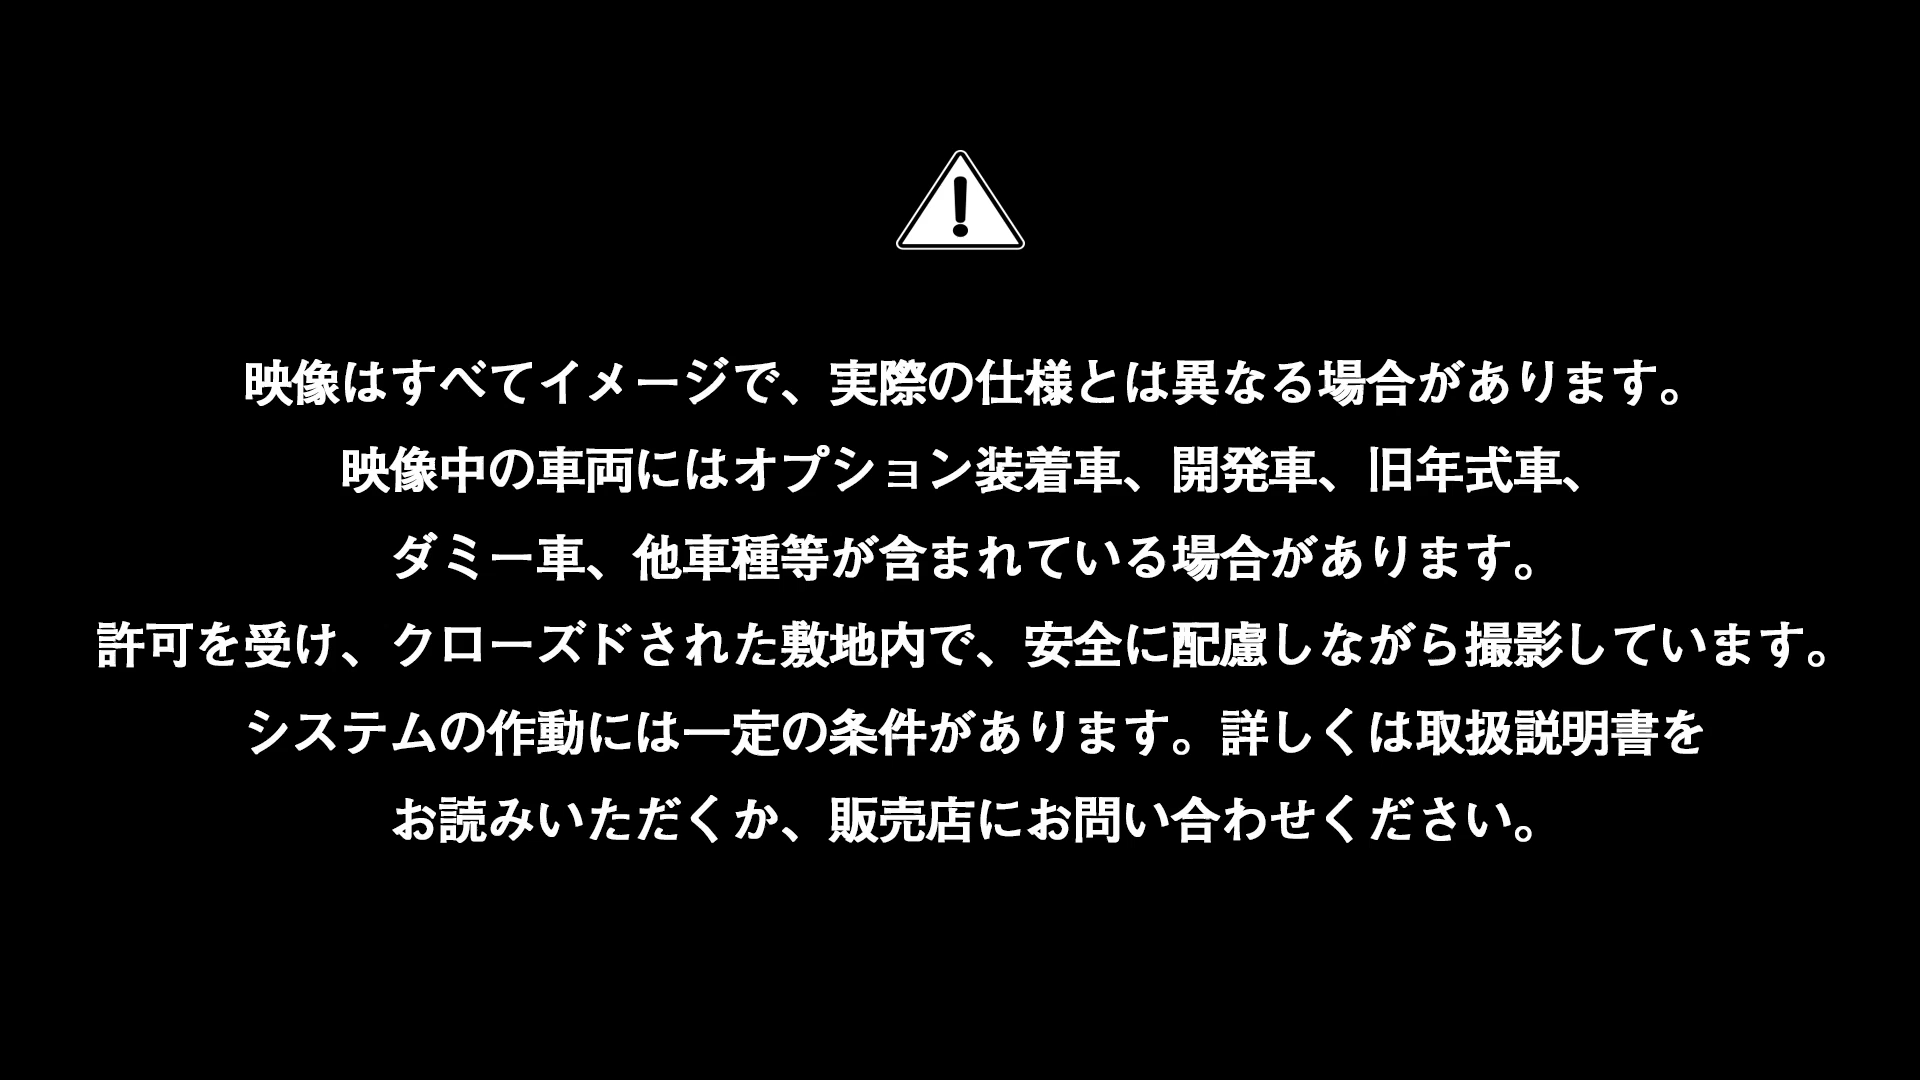 映像はすべてイメージで、実際の仕様とは異なる場合があります。
映像中の車両にはオプション装着車、開発車、旧年式車、
ダミー車、他車種等が含まれている場合があります。
許可を受け、クローズドされた敷地内で、安全に配慮しながら撮影しています。
システムの作動には一定の条件があります。詳しくは取扱説明書を
お読みいただくか、販売店にお問い合わせください。